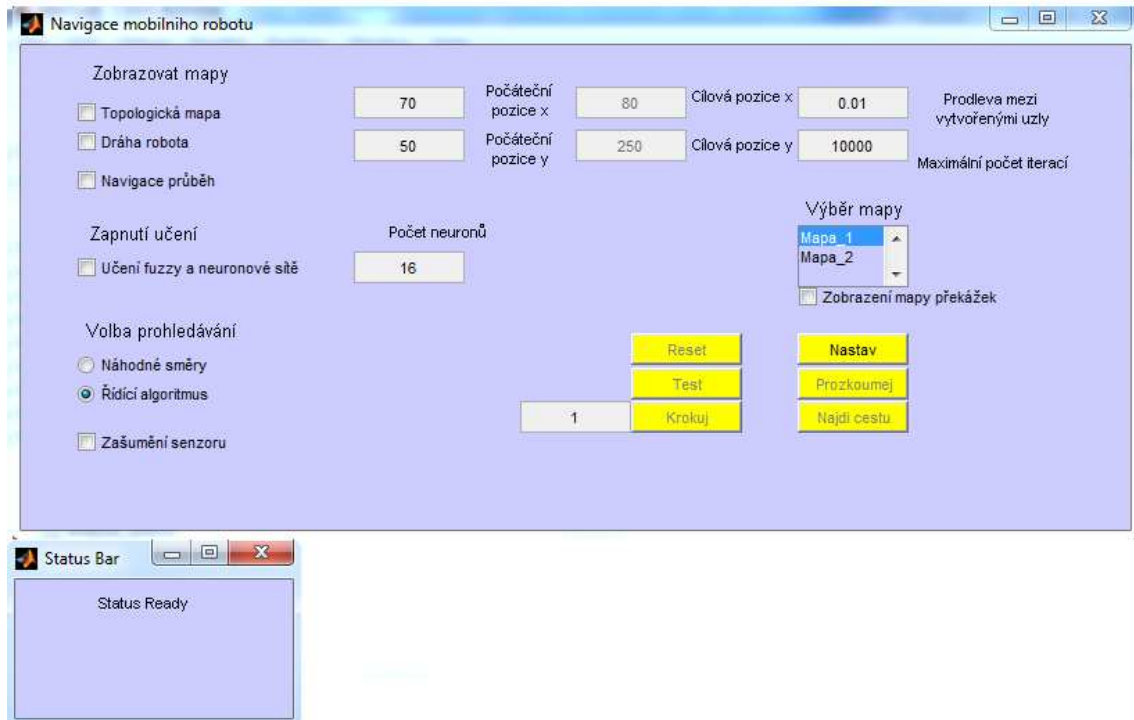 Navigace mobilniho robotu
Zobrazovat mapy
Topologická mapa
Dráha robota
Navigace průběh
70
Počáteční
pozice x
80
Cílová pozice x
0.01
Prodleva mezi
vytvořenými uzly
50
Počáteční
pozice y
250
Cílová pozice y
10000
Maximální počet iterací
Zapnutí učení
Učení fuzzy a neuronové sítě
Počet neuronů
16
Výběr mapy
Mapa_1
Mapa_2
Zobrazení mapy překážek
Volba prohledávání
Náhodné směry
Řídící algoritmus
Zašumění senzoru
Reset
Nastav
Test
Prozkoumej
1
Krokuj
Najdi cestu
Status Bar
Status Ready